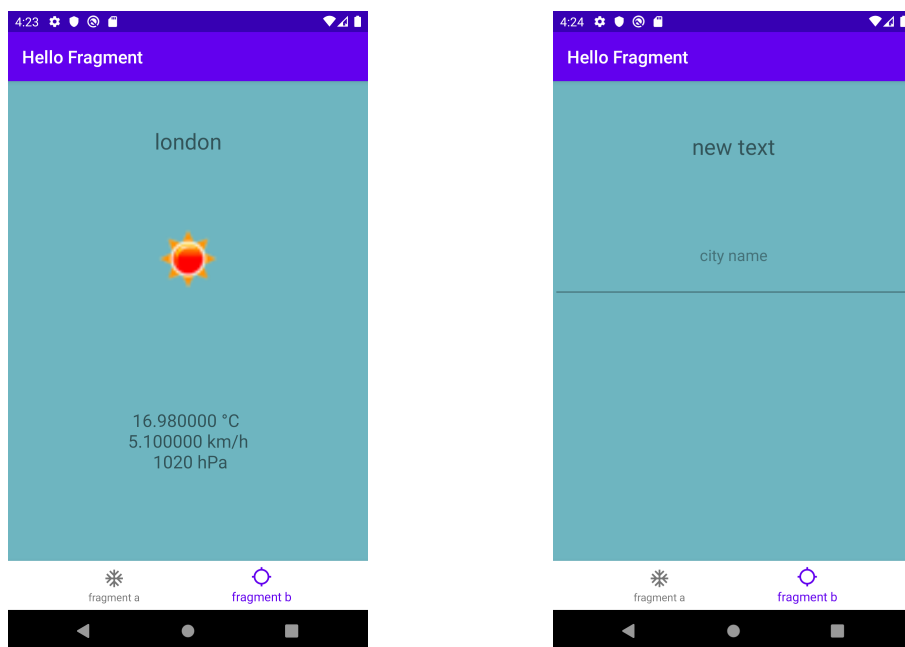 4:23
Hello Fragment
london
16.980000 °C
5.100000 km/h
1020 hPa
fragment a
fragment b
4:24
Hello Fragment
new text
city name
fragment a
fragment b